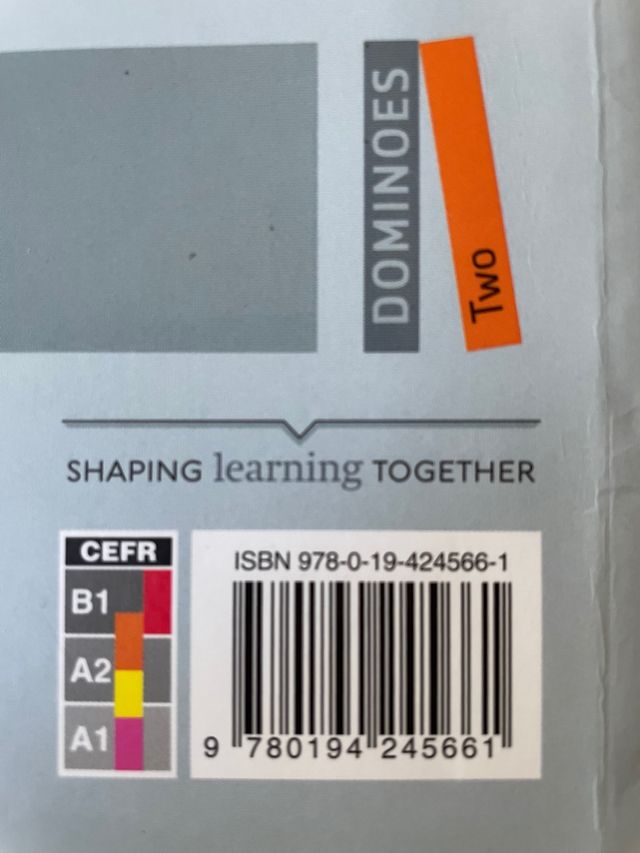 DOMINOES
Two
SHAPING learning TOGETHER
CEFR
B1
A2
A1
ISBN 978-0-19-424566-1
9 780194 245661